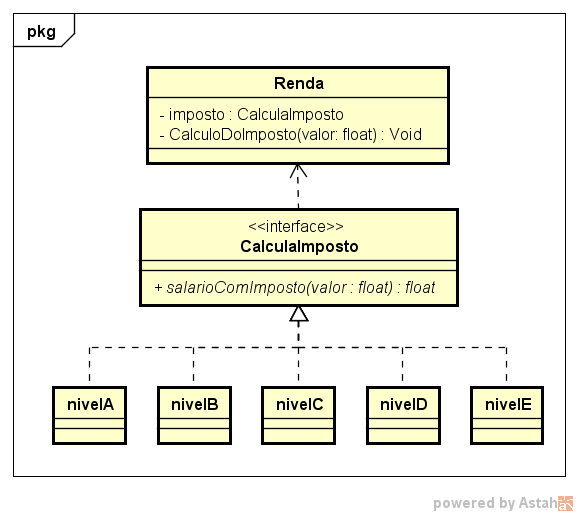 pkg
Renda
- imposto : CalculaImposto
- CalculoDoImposto(valor: float) : Void
<<interface>>
CalculaImposto
+ salarioComImposto(valor : float) : float
nivelA nivelB nivelC nivelD nivelE
powered by Astah